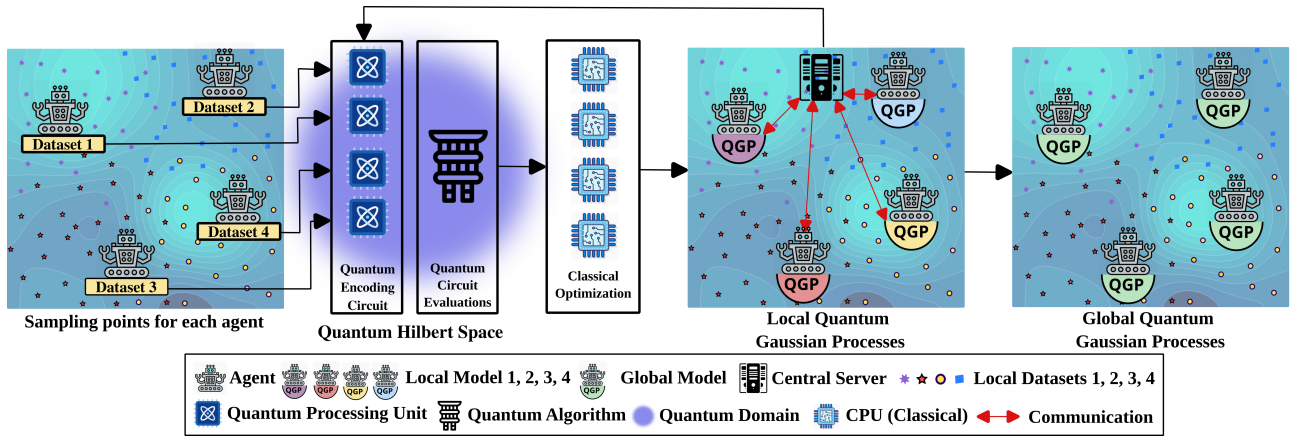 Dataset 2
Dataset 1
Dataset 4
Dataset 3
Sampling points for each agent
Quantum
Encoding
Circuit
Quantum
Circuit
Evaluations
Quantum Hilbert Space
Classical
Optimization
QGP
QGP
QGP
QGP
Local Quantum
Gaussian Processes
QGP
QGP
QGP
QGP
Global Quantum
Gaussian Processes
Agent
QGP
QGP
QGP
QGP
Local Model 1, 2, 3, 4
QGP
Global Model
Central Server
Local Datasets 1, 2, 3, 4
Quantum Processing Unit
Quantum Algorithm
Quantum Domain
CPU (Classical)
Communication